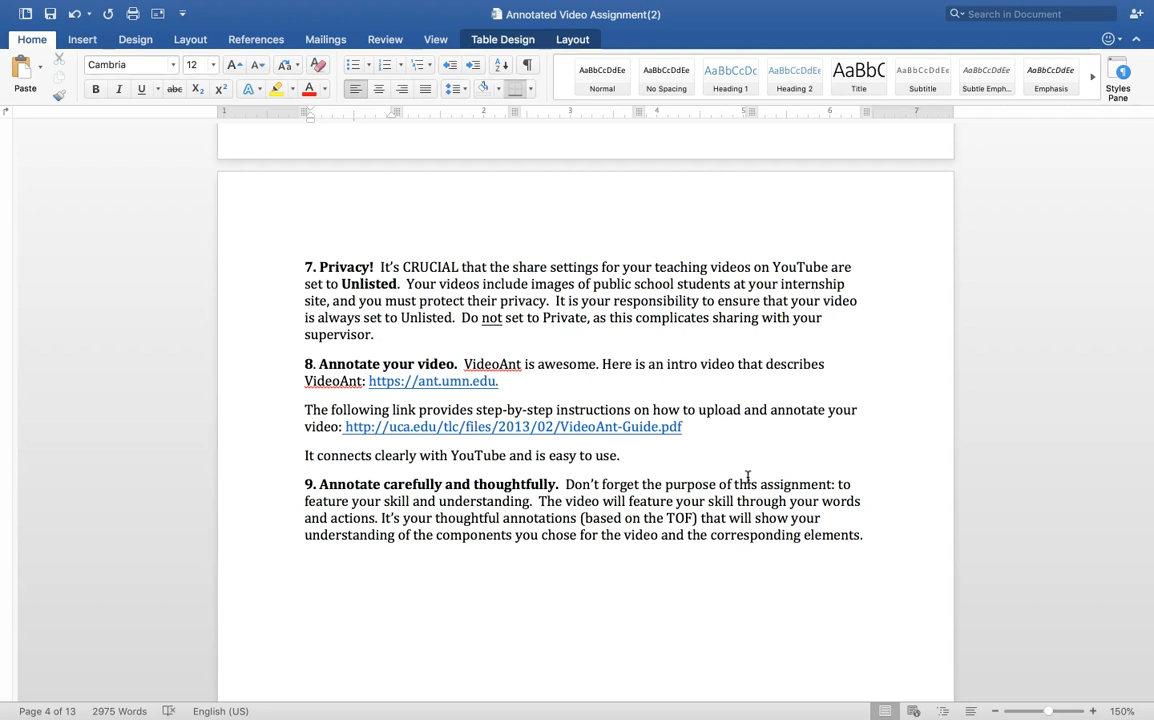 Annotated Video Assignment(2)
Search in Document
Home Insert Design Layout References Mailings Review View Table Design Layout
Paste
Cambria 12
B I U abc X2 X2 A A
AaBbCcDdEe AaBbCcDdEe AaBbCcDc AaBbCcDdEe AaBbC AaBbCcDdEe AaBbCcDdEe AaBbCcDdEe
Normal No Spacing Heading 1 Heading 2 Title Subtitle Subtle Emph... Emphasis
Styles
Pane
1 2 3 4 5 6 7
7. Privacy! It's CRUCIAL that the share settings for your teaching videos on YouTube are
set to Unlisted. Your videos include images of public school students at your internship
site, and you must protect their privacy. It is your responsibility to ensure that your video
is always set to Unlisted. Do not set to Private, as this complicates sharing with your
supervisor.
8. Annotate your video. VideoAnt is awesome. Here is an intro video that describes
VideoAnt: https://ant.umn.edu.
The following link provides step-by-step instructions on how to upload and annotate your
video: http://uca.edu/tlc/files/2013/02/VideoAnt-Guide.pdf
It connects clearly with YouTube and is easy to use.
9. Annotate carefully and thoughtfully. Don't forget the purpose of this assignment: to
feature your skill and understanding. The video will feature your skill through your words
and actions. It's your thoughtful annotations (based on the TOF) that will show your
understanding of the components you chose for the video and the corresponding elements.
Page 4 of 13 2975 Words English (US) 150%